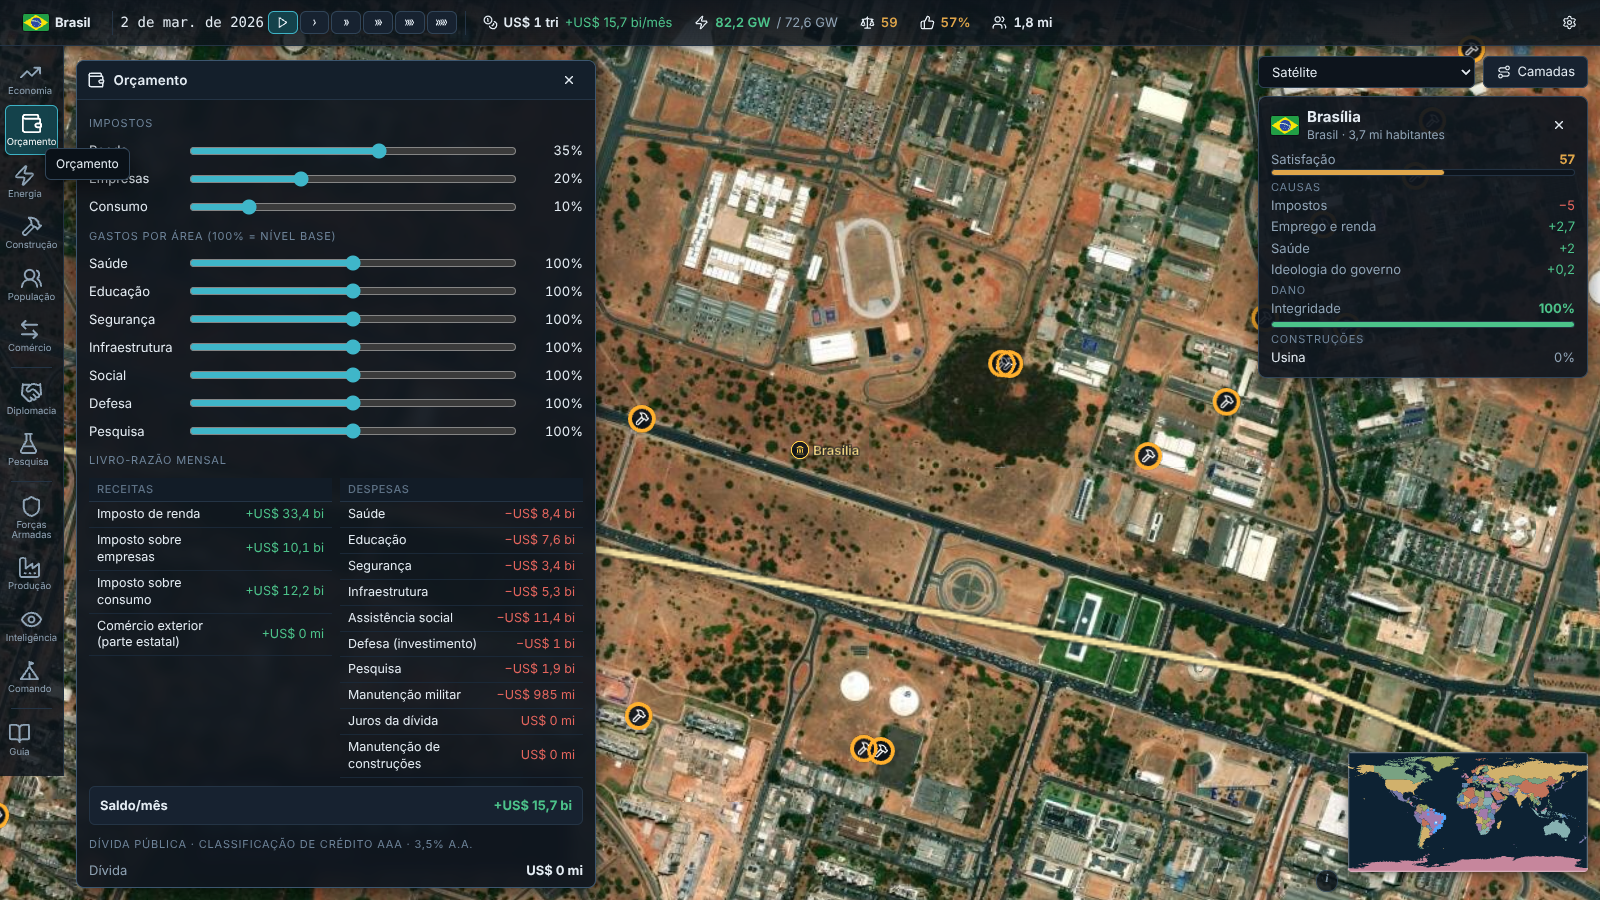 Brasil
2 de mar. de 2026
US$ 1 tri +US$ 15,7 bi/mês
82,2 GW / 72,6 GW
59
57%
1,8 mi
Economia
Orçamento
Energia
Construção
População
Comércio
Diplomacia
Pesquisa
Forças
Armadas
Produção
Inteligência
Comando
Guia
Orçamento
Orçamento
IMPOSTOS
35%
Empresas 20%
Consumo 10%
GASTOS POR ÁREA (100% = NÍVEL BASE)
Saúde 100%
Educação 100%
Segurança 100%
Infraestrutura 100%
Social 100%
Defesa 100%
Pesquisa 100%
LIVRO-RAZÃO MENSAL
RECEITAS
Imposto de renda +US$ 33,4 bi
Imposto sobre
empresas +US$ 10,1 bi
Imposto sobre
consumo +US$ 12,2 bi
Comércio exterior
(parte estatal) +US$ 0 mi
DESPESAS
Saúde −US$ 8,4 bi
Educação −US$ 7,6 bi
Segurança −US$ 3,4 bi
Infraestrutura −US$ 5,3 bi
Assistência social −US$ 11,4 bi
Defesa (investimento) −US$ 1 bi
Pesquisa −US$ 1,9 bi
Manutenção militar −US$ 985 mi
Juros da dívida US$ 0 mi
Manutenção de
construções US$ 0 mi
Saldo/mês +US$ 15,7 bi
DÍVIDA PÚBLICA · CLASSIFICAÇÃO DE CRÉDITO AAA · 3,5% A.A.
Dívida US$ 0 mi
Brasília
Satélite
Camadas
Brasília
Brasil · 3,7 mi habitantes
Satisfação 57
CAUSAS
Impostos −5
Emprego e renda +2,7
Saúde +2
Ideologia do governo +0,2
DANO
Integridade 100%
CONSTRUÇÕES
Usina 0%